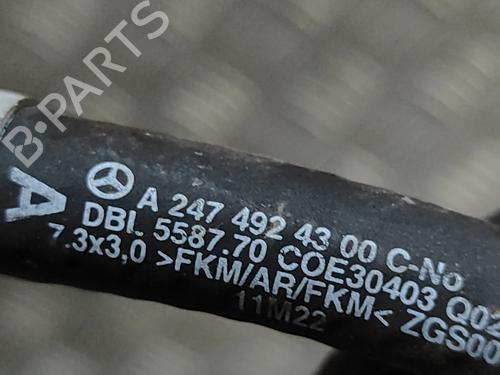 B-PARTS
A
A 247 492 43 00 C-No
DBL 5587.70 COE30403 Q02
7.3x3,0 >FKM/AR/FKM< ZGS00
11M22